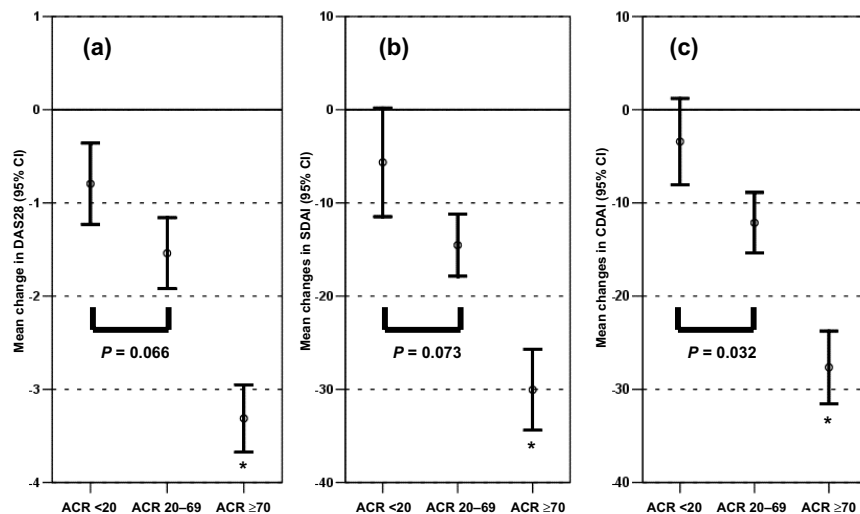 Mean change in DAS28 (95% CI)
1
0
-1
-2
-3
-4
(a)
P = 0.066
*
ACR <20 ACR 20–69 ACR ≥70
Mean changes in SDAI (95% CI)
10
0
-10
-20
-30
-40
(b)
P = 0.073
*
ACR <20 ACR 20–69 ACR ≥70
Mean changes in CDAI (95% CI)
10
0
-10
-20
-30
-40
(c)
P = 0.032
*
ACR <20 ACR 20–69 ACR ≥70